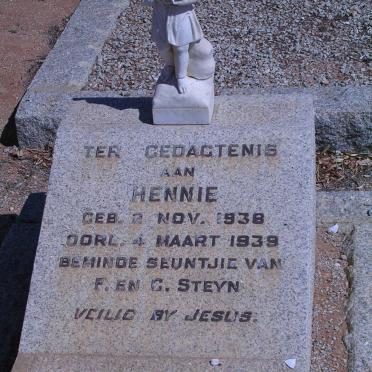 TER GEDAGTENIS
AAN
HENNIE
GEB. 2 NOV. 1938
OORL. 4 MAART 1939
BEMINDE SEUNTJIE VAN
F. EN C. STEYN
VEILIG BY JESUS.